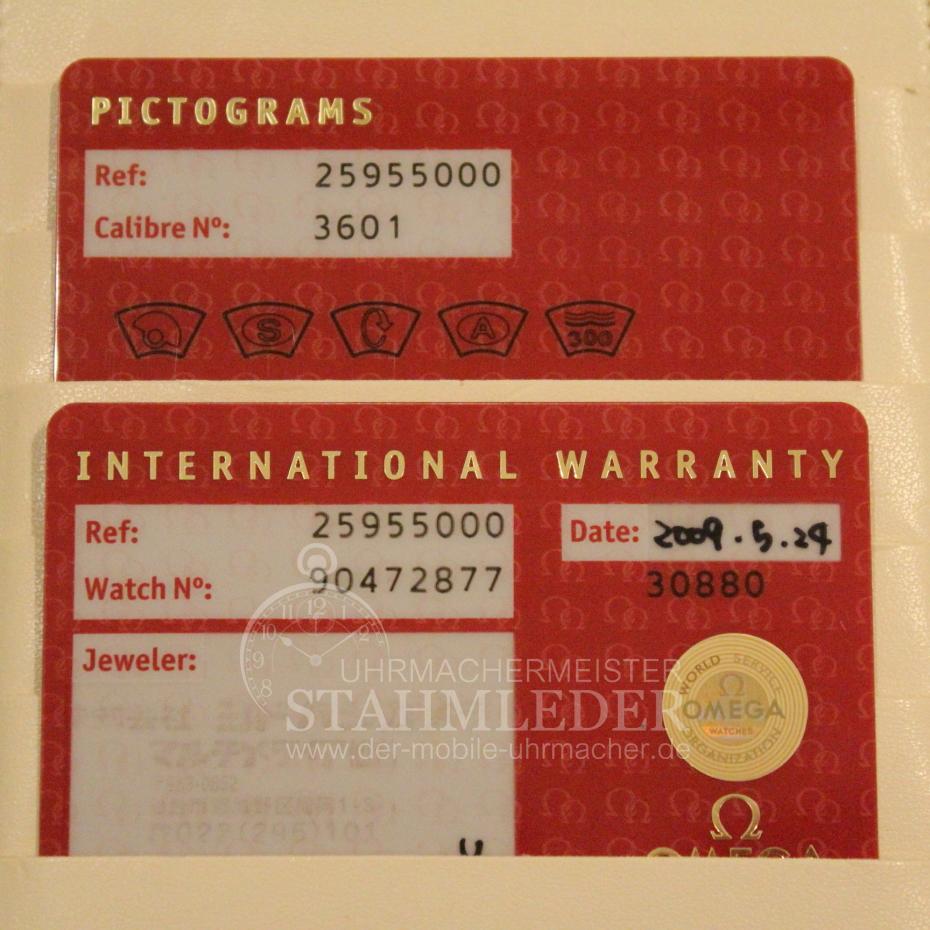 PICTOGRAMS
Ref: 25955000
Calibre Nº: 3601
S
A
300
INTERNATIONAL WARRANTY
Ref: 25955000
Watch Nº: 90472877
Date: 2009.5.24
30880
Jeweler:
UHRMACHERMEISTER
STAHMLEDER
www.der-mobile-uhrmacher.de
WORLD SERVICE
Ω
OMEGA
WATCHES
ORGANIZATION
Ω
OMEGA